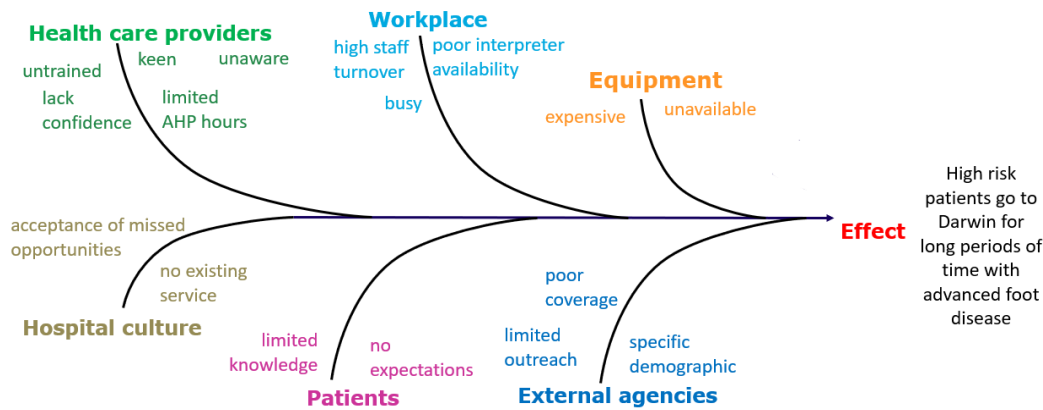 Health care providers
untrained
keen
unaware
lack
confidence
limited
AHP hours
Workplace
high staff
turnover
poor interpreter
availability
busy
Equipment
expensive
unavailable
acceptance of missed
opportunities
no existing
service
Hospital culture
limited
knowledge
no
expectations
Patients
poor
coverage
limited
outreach
specific
demographic
External agencies
Effect
High risk
patients go to
Darwin for
long periods of
time with
advanced foot
disease